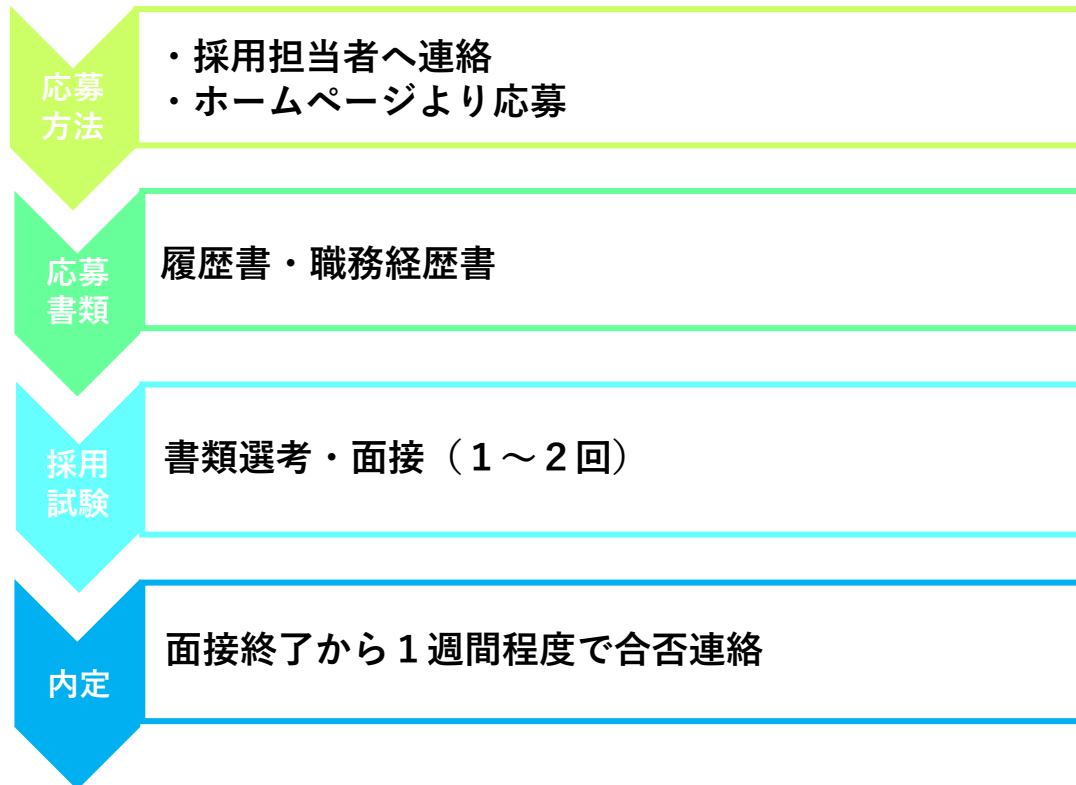 応募
方法
・採用担当者へ連絡
・ホームページより応募
応募
書類
履歴書・職務経歴書
採用
試験
書類選考・面接（１～２回）
内定
面接終了から１週間程度で合否連絡